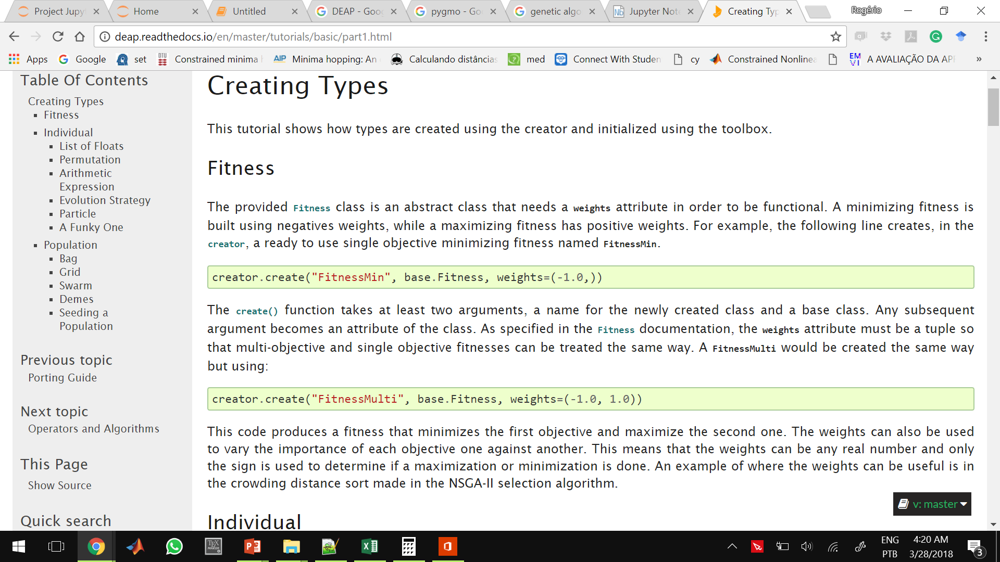 Project Jupy
Home
Untitled
DEAP - Goo
pygmo - Go
genetic algo
Jupyter Note
Creating Typ
Rogério
deap.readthedocs.io/en/master/tutorials/basic/part1.html
Apps
Google
set
Constrained minima h
Minima hopping: An
Calculando distâncias
med
Connect With Studen
cy
Constrained Nonlinea
A AVALIAÇÃO DA APR
»
Table Of Contents
Creating Types
Fitness
Individual
List of Floats
Permutation
Arithmetic
Expression
Evolution Strategy
Particle
A Funky One
Population
Bag
Grid
Swarm
Demes
Seeding a
Population
Previous topic
Porting Guide
Next topic
Operators and Algorithms
This Page
Show Source
Quick search
Creating Types
This tutorial shows how types are created using the creator and initialized using the toolbox.
Fitness
The provided Fitness class is an abstract class that needs a weights attribute in order to be functional. A minimizing fitness is
built using negatives weights, while a maximizing fitness has positive weights. For example, the following line creates, in the
creator, a ready to use single objective minimizing fitness named FitnessMin.
creator.create("FitnessMin", base.Fitness, weights=(-1.0,))
The create() function takes at least two arguments, a name for the newly created class and a base class. Any subsequent
argument becomes an attribute of the class. As specified in the Fitness documentation, the weights attribute must be a tuple so
that multi-objective and single objective fitnesses can be treated the same way. A FitnessMulti would be created the same way
but using:
creator.create("FitnessMulti", base.Fitness, weights=(-1.0, 1.0))
This code produces a fitness that minimizes the first objective and maximize the second one. The weights can also be used
to vary the importance of each objective one against another. This means that the weights can be any real number and only
the sign is used to determine if a maximization or minimization is done. An example of where the weights can be useful is in
the crowding distance sort made in the NSGA-II selection algorithm.
v: master
Individual
ENG
PTB
4:20 AM
3/28/2018
3